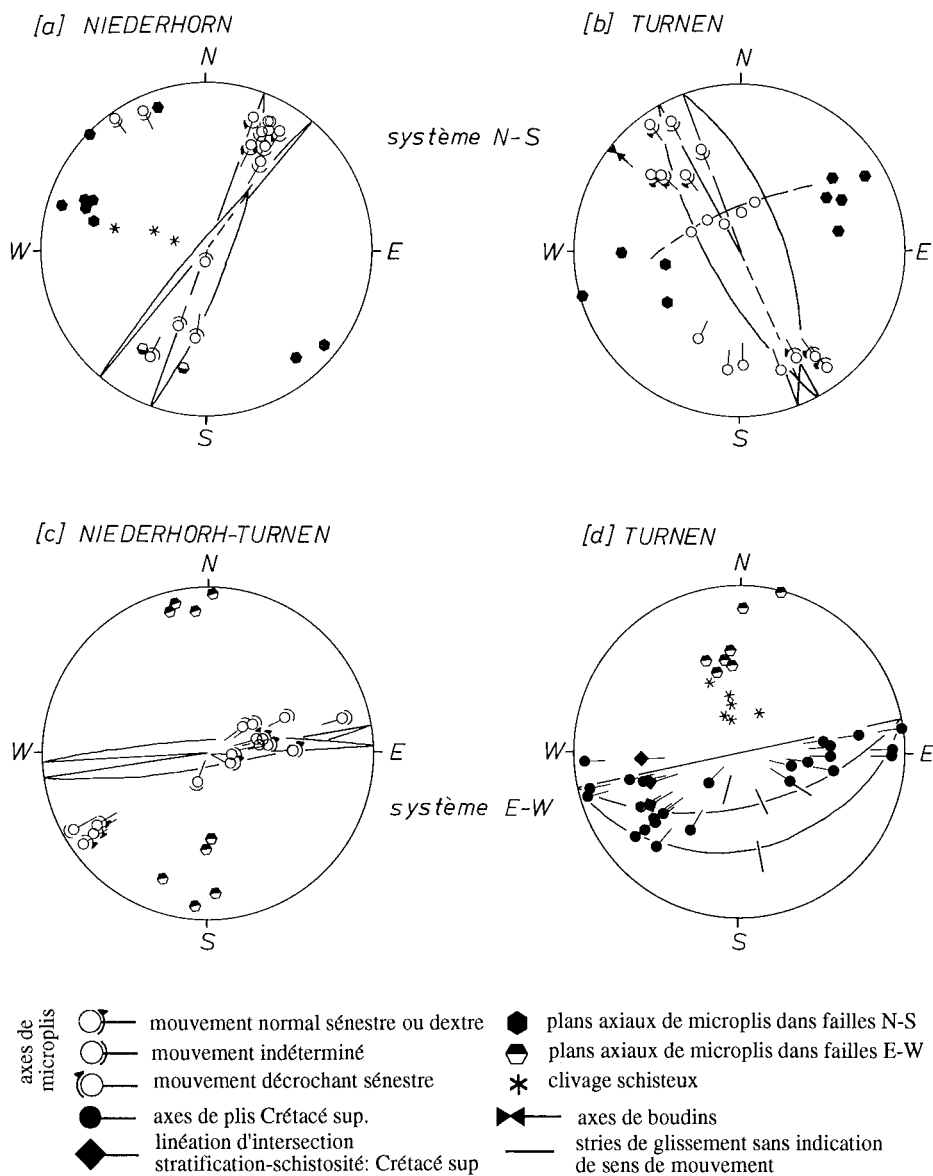 [a] NIEDERHORN
[b] TURNEN
N
N
système N-S
W
E
W
E
S
S
[c] NIEDERHORH-TURNEN
[d] TURNEN
N
N
W
E
W
E
système E-W
S
S
axes de
microplis
mouvement normal sénestre ou dextre
mouvement indéterminé
mouvement décrochant sénestre
axes de plis Crétacé sup.
linéation d'intersection
stratification-schistosité: Crétacé sup
plans axiaux de microplis dans failles N-S
plans axiaux de microplis dans failles E-W
clivage schisteux
axes de boudins
stries de glissement sans indication
de sens de mouvement